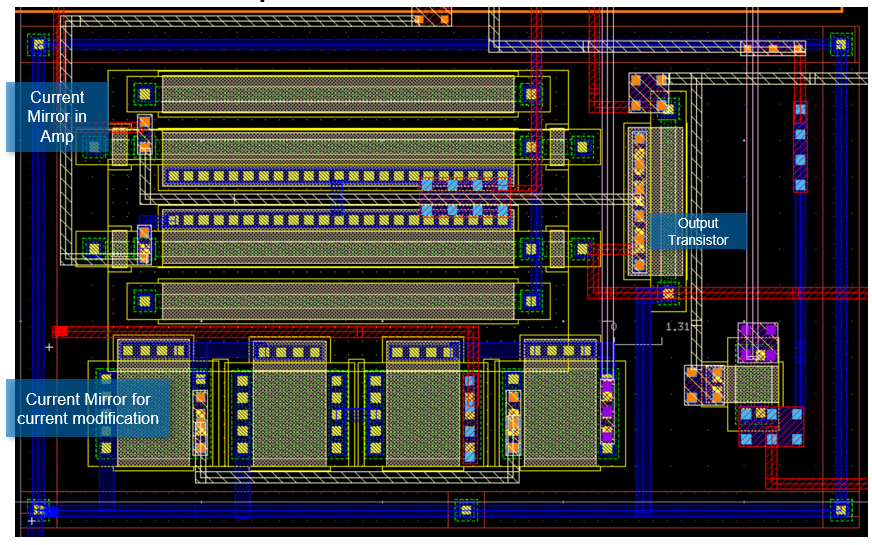 Current
Mirror in
Amp
Output
Transistor
0
1.31
Current Mirror for
current modification